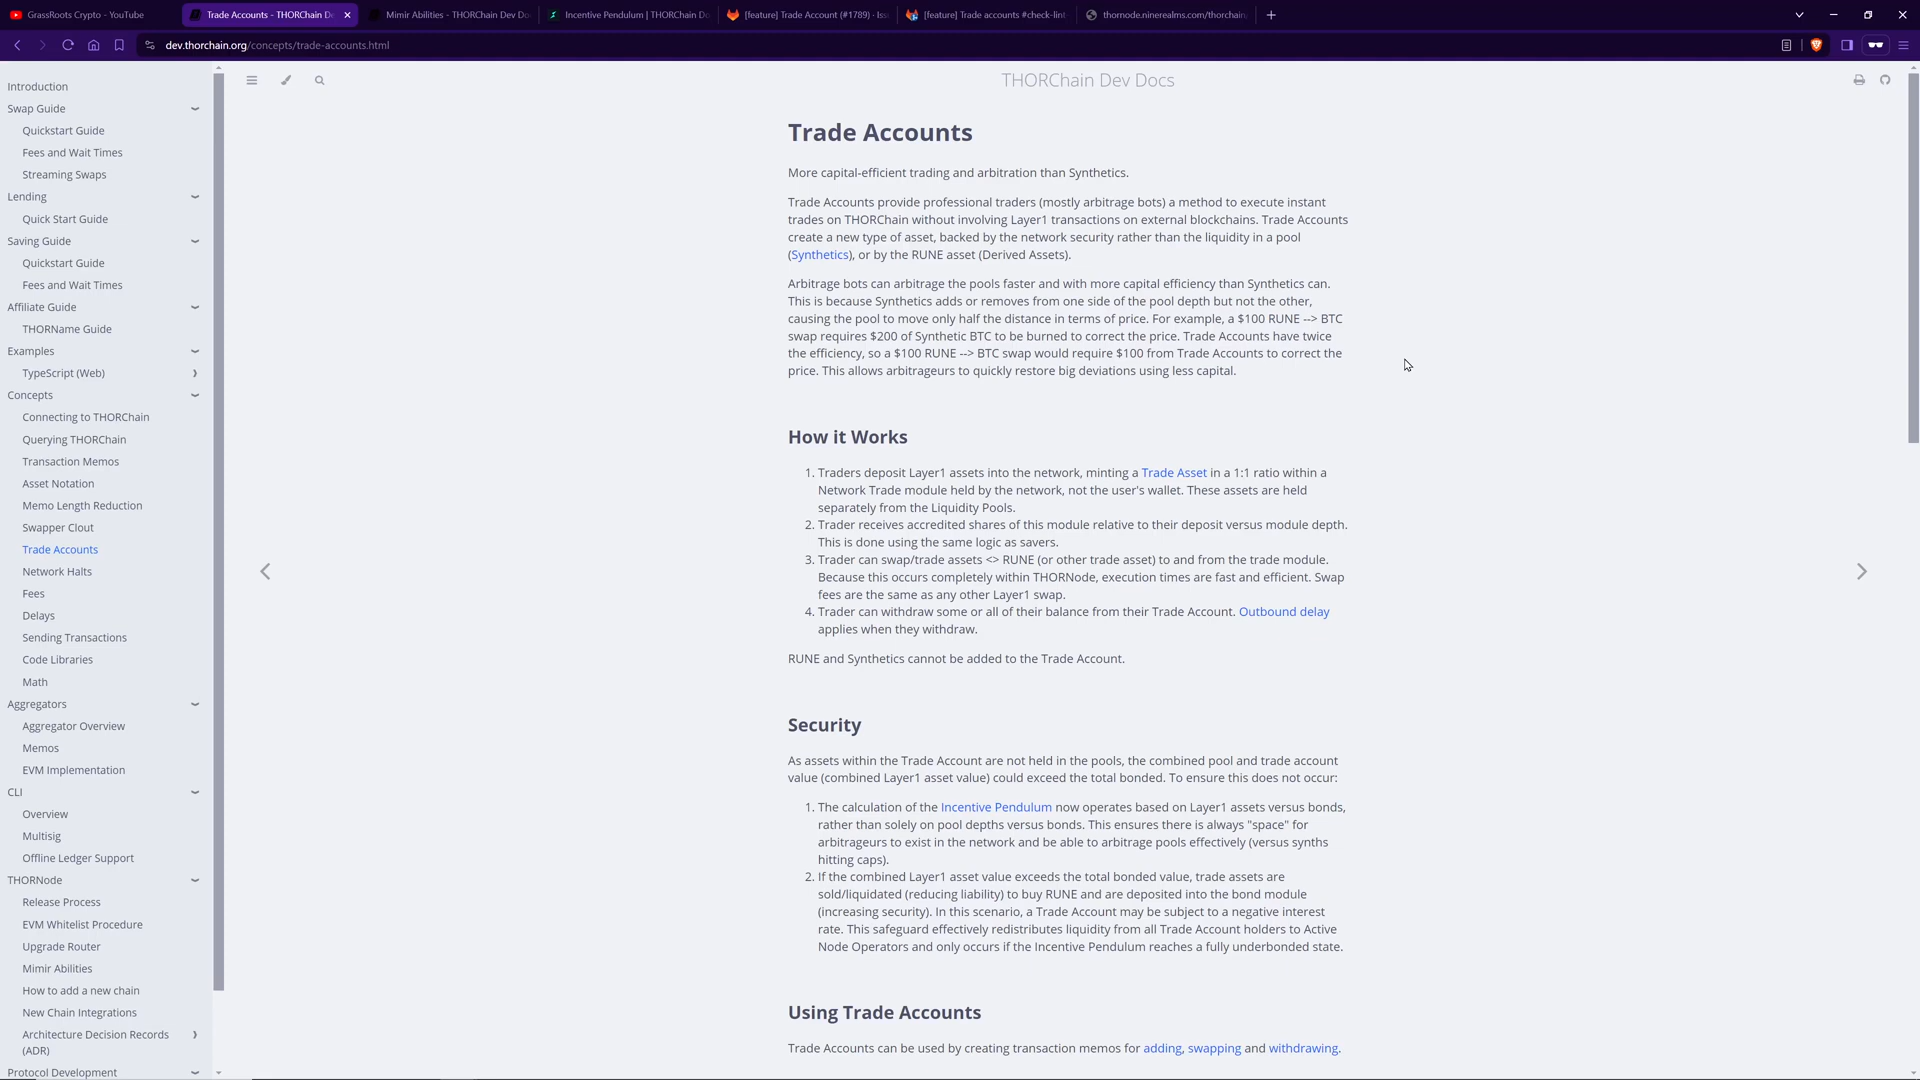 GrassRoots Crypto - YouTube
Trade Accounts - THORChain De
Mimir Abilities - THORChain Dev Do
Incentive Pendulum | THORChain Do
[feature] Trade Account (#1789) · Iss
[feature] Trade accounts #check-lint
thornode.ninerealms.com/thorchain
dev.thorchain.org/concepts/trade-accounts.html
Introduction
Swap Guide
Quickstart Guide
Fees and Wait Times
Streaming Swaps
Lending
Quick Start Guide
Saving Guide
Quickstart Guide
Fees and Wait Times
Affiliate Guide
THORName Guide
Examples
TypeScript (Web)
Concepts
Connecting to THORChain
Querying THORChain
Transaction Memos
Asset Notation
Memo Length Reduction
Swapper Clout
Trade Accounts
Network Halts
Fees
Delays
Sending Transactions
Code Libraries
Math
Aggregators
Aggregator Overview
Memos
EVM Implementation
CLI
Overview
Multisig
Offline Ledger Support
THORNode
Release Process
EVM Whitelist Procedure
Upgrade Router
Mimir Abilities
How to add a new chain
New Chain Integrations
Architecture Decision Records
(ADR)
Protocol Development
THORChain Dev Docs
Trade Accounts
More capital-efficient trading and arbitration than Synthetics.
Trade Accounts provide professional traders (mostly arbitrage bots) a method to execute instant
trades on THORChain without involving Layer1 transactions on external blockchains. Trade Accounts
create a new type of asset, backed by the network security rather than the liquidity in a pool
(Synthetics), or by the RUNE asset (Derived Assets).
Arbitrage bots can arbitrage the pools faster and with more capital efficiency than Synthetics can.
This is because Synthetics adds or removes from one side of the pool depth but not the other,
causing the pool to move only half the distance in terms of price. For example, a $100 RUNE --> BTC
swap requires $200 of Synthetic BTC to be burned to correct the price. Trade Accounts have twice
the efficiency, so a $100 RUNE --> BTC swap would require $100 from Trade Accounts to correct the
price. This allows arbitrageurs to quickly restore big deviations using less capital.
How it Works
1. Traders deposit Layer1 assets into the network, minting a Trade Asset in a 1:1 ratio within a
Network Trade module held by the network, not the user's wallet. These assets are held
separately from the Liquidity Pools.
2. Trader receives accredited shares of this module relative to their deposit versus module depth.
This is done using the same logic as savers.
3. Trader can swap/trade assets <> RUNE (or other trade asset) to and from the trade module.
Because this occurs completely within THORNode, execution times are fast and efficient. Swap
fees are the same as any other Layer1 swap.
4. Trader can withdraw some or all of their balance from their Trade Account. Outbound delay
applies when they withdraw.
RUNE and Synthetics cannot be added to the Trade Account.
Security
As assets within the Trade Account are not held in the pools, the combined pool and trade account
value (combined Layer1 asset value) could exceed the total bonded. To ensure this does not occur:
1. The calculation of the Incentive Pendulum now operates based on Layer1 assets versus bonds,
rather than solely on pool depths versus bonds. This ensures there is always "space" for
arbitrageurs to exist in the network and be able to arbitrage pools effectively (versus synths
hitting caps).
2. If the combined Layer1 asset value exceeds the total bonded value, trade assets are
sold/liquidated (reducing liability) to buy RUNE and are deposited into the bond module
(increasing security). In this scenario, a Trade Account may be subject to a negative interest
rate. This safeguard effectively redistributes liquidity from all Trade Account holders to Active
Node Operators and only occurs if the Incentive Pendulum reaches a fully underbonded state.
Using Trade Accounts
Trade Accounts can be used by creating transaction memos for adding, swapping and withdrawing.